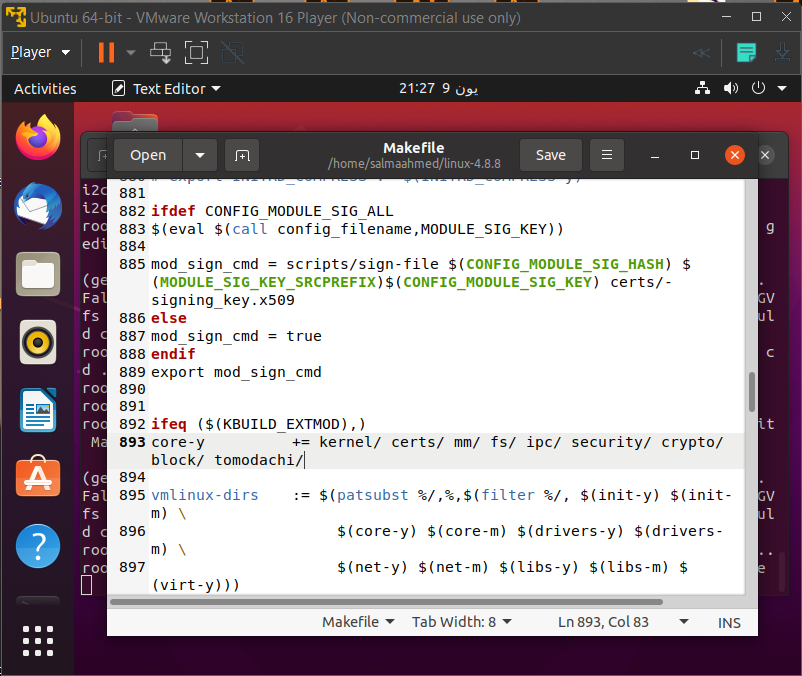 Ubuntu 64-bit - VMware Workstation 16 Player (Non-commercial use only)
Player
Activities
Text Editor
21:27 9 يون
Open
Makefile
/home/salmaahmed/linux-4.8.8
Save
881
882 ifdef CONFIG_MODULE_SIG_ALL
883 $(eval $(call config_filename,MODULE_SIG_KEY))
884
885 mod_sign_cmd = scripts/sign-file $(CONFIG_MODULE_SIG_HASH) $
(MODULE_SIG_KEY_SRCPREFIX)$(CONFIG_MODULE_SIG_KEY) certs/-
signing_key.x509
886 else
887 mod_sign_cmd = true
888 endif
889 export mod_sign_cmd
890
891
892 ifeq ($(KBUILD_EXTMOD),)
893 core-y += kernel/ certs/ mm/ fs/ ipc/ security/ crypto/
block/ tomodachi/
894
895 vmlinux-dirs := $(patsubst %/,%,$(filter %/, $(init-y) $(init-
m) \
896 $(core-y) $(core-m) $(drivers-y) $(drivers-
m) \
897 $(net-y) $(net-m) $(libs-y) $(libs-m) $
(virt-y)))
Makefile
Tab Width: 8
Ln 893, Col 83
INS